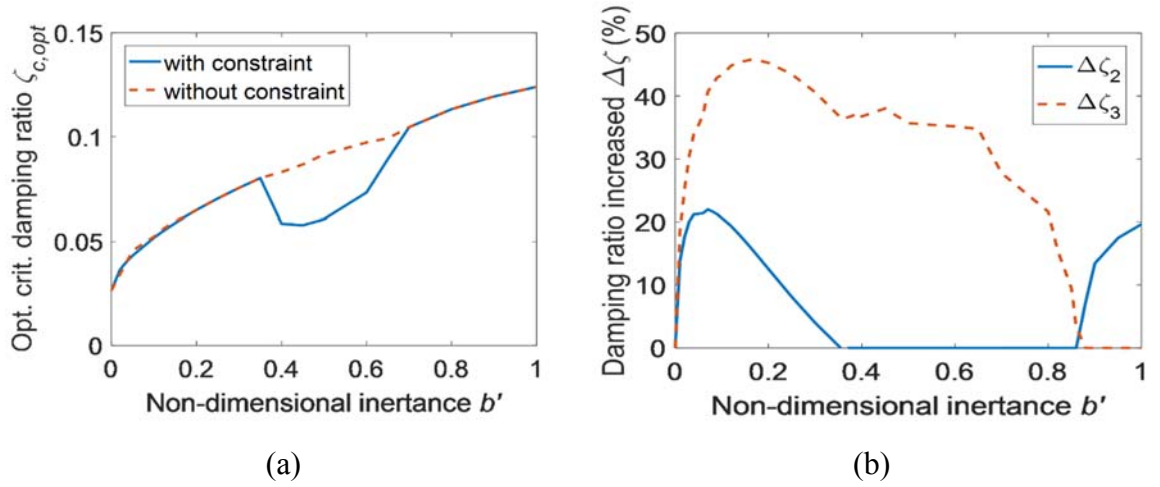 Opt. crit. damping ratio ζc,opt
0.15
0.1
0.05
0
with constraint
without constraint
0 0.2 0.4 0.6 0.8 1
Non-dimensional inertance b'
(a)
Damping ratio increased Δζ (%)
50
40
30
20
10
0
Δζ2
Δζ3
0 0.2 0.4 0.6 0.8 1
Non-dimensional inertance b'
(b)